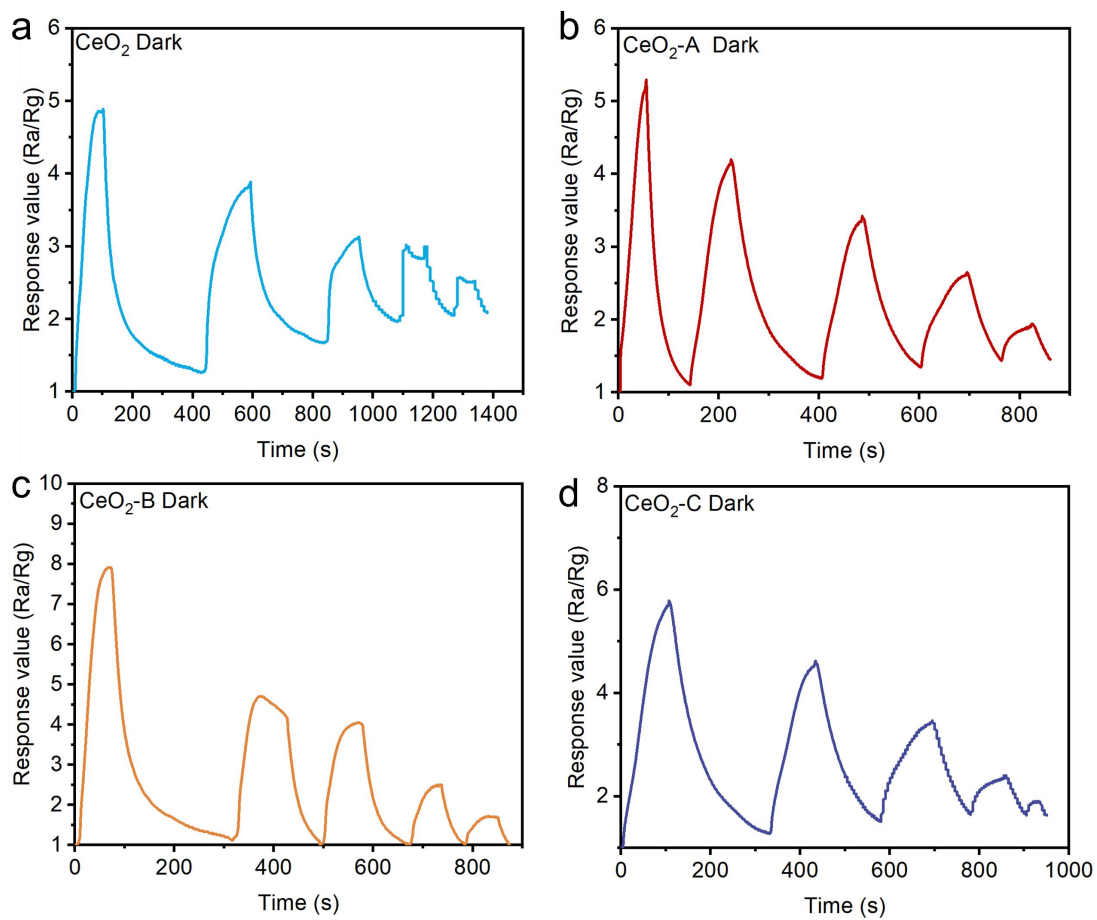 a
CeO₂ Dark
Response value (Ra/Rg)
6
5
4
3
2
1
0 200 400 600 800 1000 1200 1400
Time (s)
b
CeO₂-A Dark
Response value (Ra/Rg)
6
5
4
3
2
1
0 200 400 600 800
Time (s)
c
CeO₂-B Dark
Response value (Ra/Rg)
10
9
8
7
6
5
4
3
2
1
0 200 400 600 800
Time (s)
d
CeO₂-C Dark
Response value (Ra/Rg)
8
6
4
2
0 200 400 600 800 1000
Time (s)